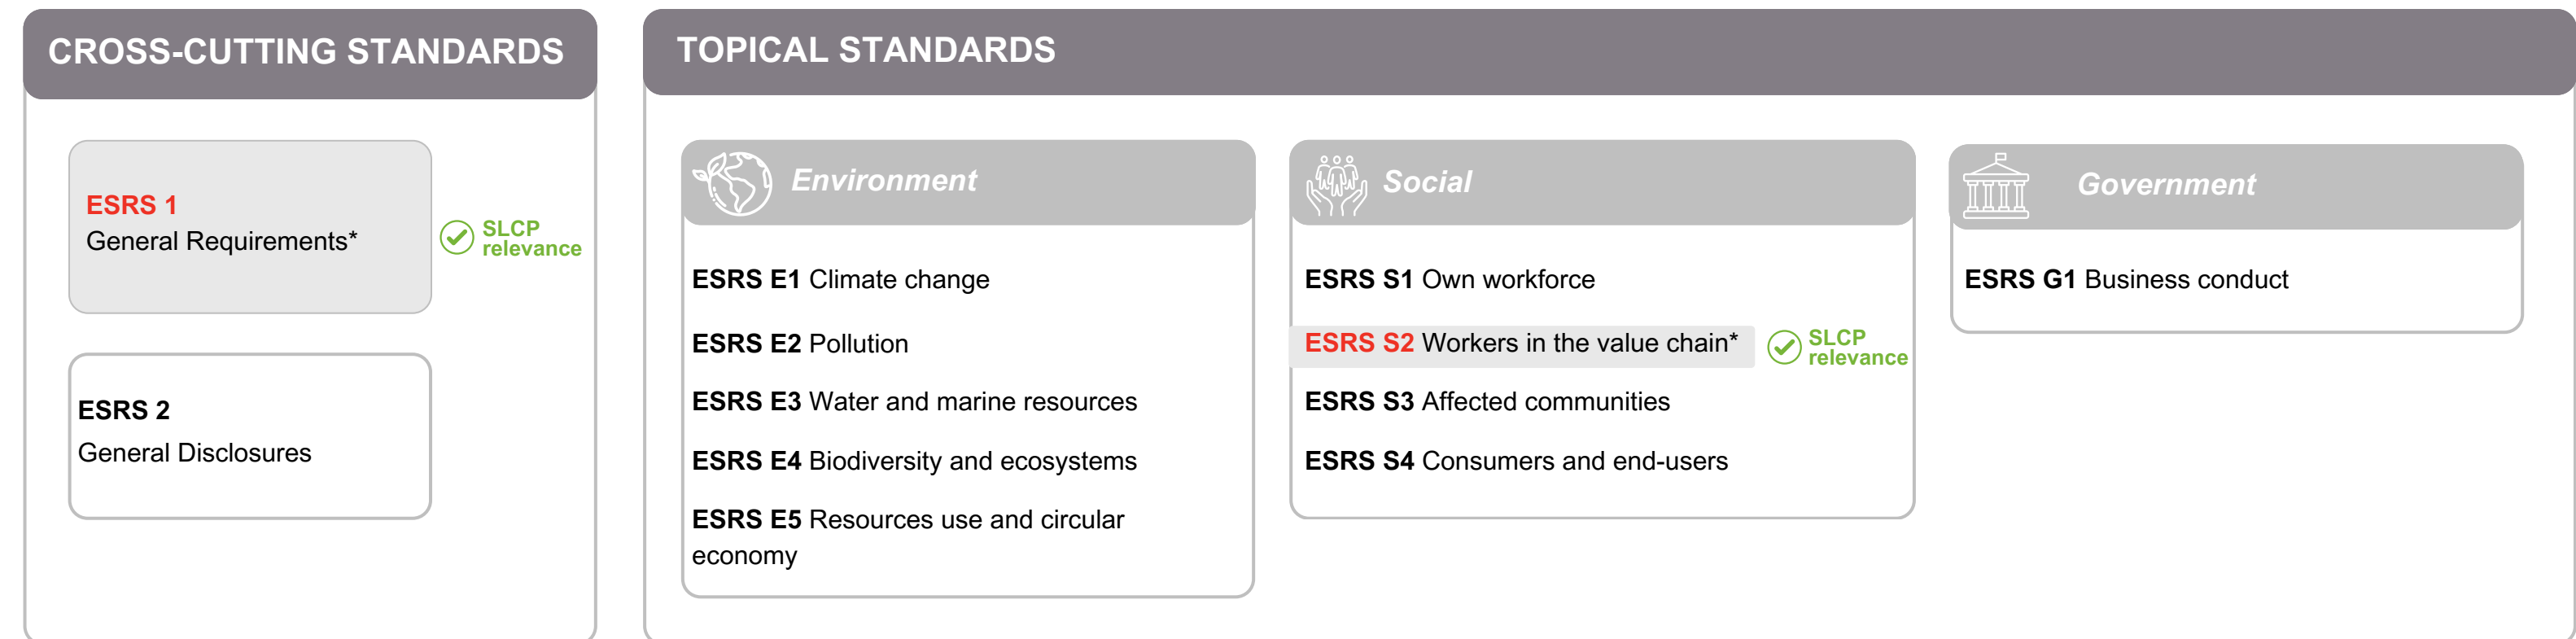 CROSS-CUTTING STANDARDS
ESRS 1
General Requirements*
SLCP
relevance
ESRS 2
General Disclosures
TOPICAL STANDARDS
Environment
ESRS E1 Climate change
ESRS E2 Pollution
ESRS E3 Water and marine resources
ESRS E4 Biodiversity and ecosystems
ESRS E5 Resources use and circular
economy
Social
ESRS S1 Own workforce
ESRS S2 Workers in the value chain*
SLCP
relevance
ESRS S3 Affected communities
ESRS S4 Consumers and end-users
Government
ESRS G1 Business conduct